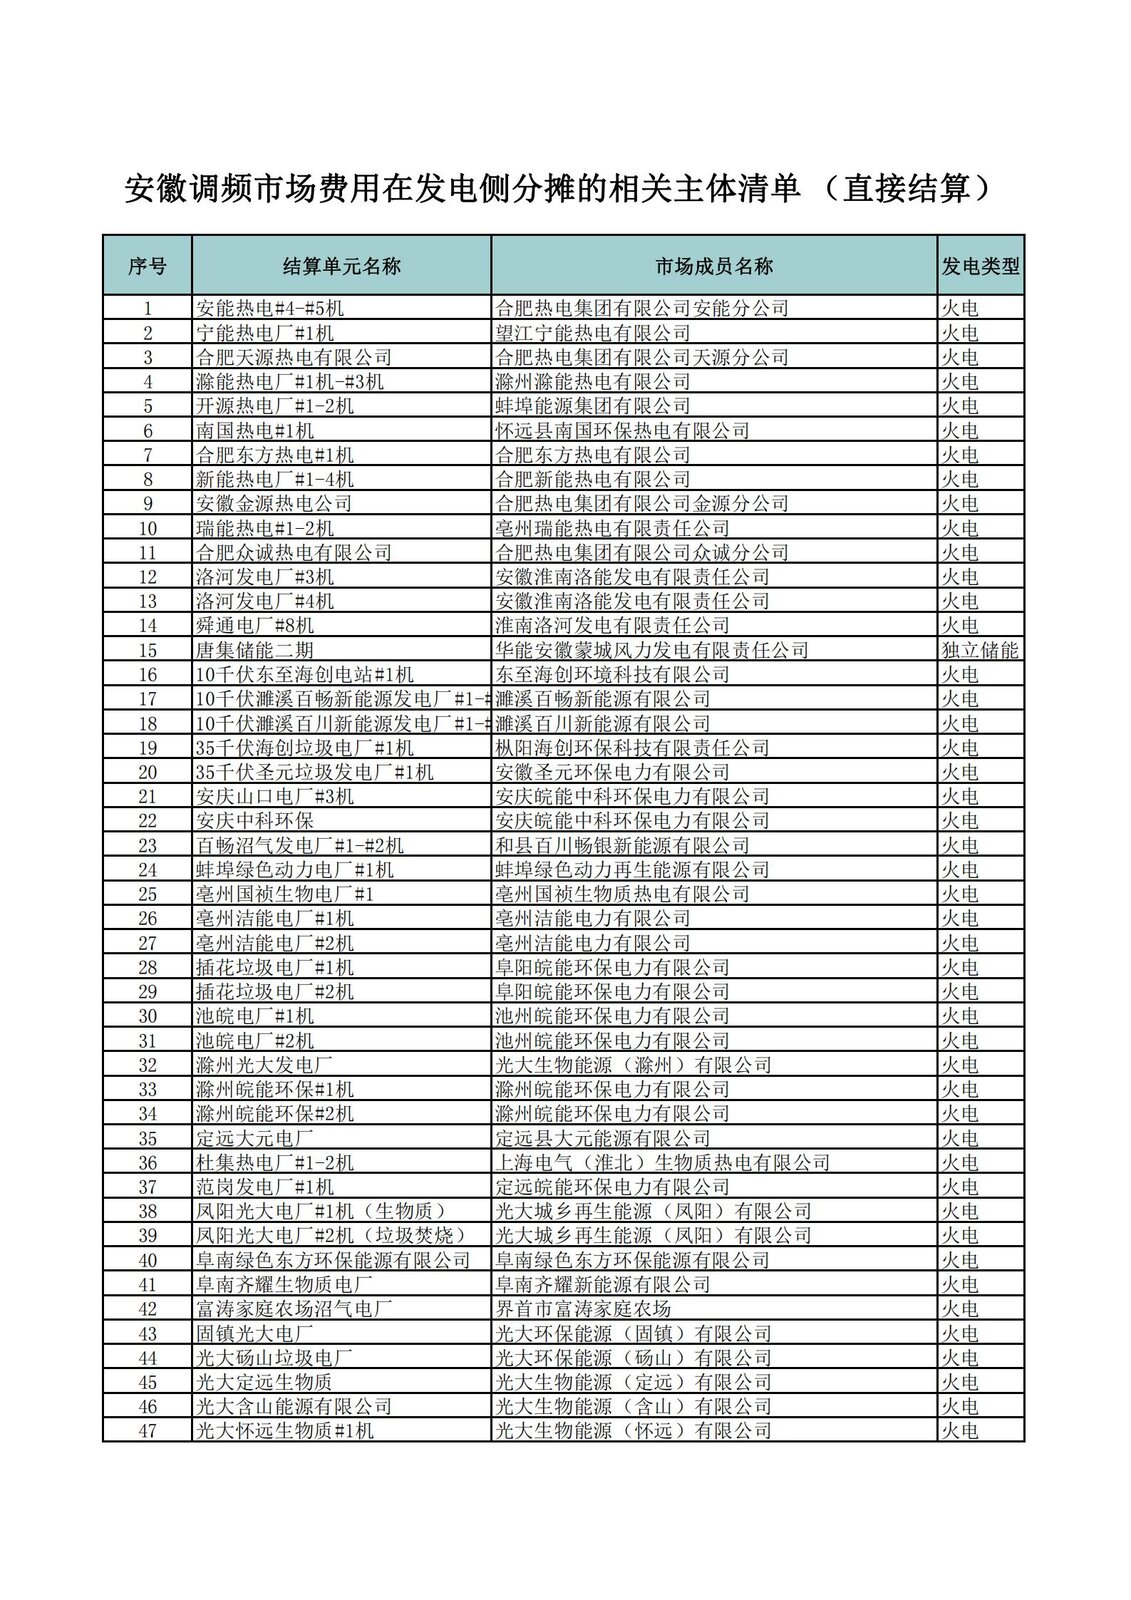 安徽调频市场费用在发电侧分摊的相关主体清单（直接结算）
序号 结算单元名称 市场成员名称 发电类型
1 安能热电#4-#5机 合肥热电集团有限公司安能分公司 火电
2 宁能热电厂#1机 望江宁能热电有限公司 火电
3 合肥天源热电有限公司 合肥热电集团有限公司天源分公司 火电
4 滁能热电厂#1机-#3机 滁州滁能热电有限公司 火电
5 开源热电厂#1-2机 蚌埠能源集团有限公司 火电
6 南国热电#1机 怀远县南国环保热电有限公司 火电
7 合肥东方热电#1机 合肥东方热电有限公司 火电
8 新能热电厂#1-4机 合肥新能热电有限公司 火电
9 安徽金源热电公司 合肥热电集团有限公司金源分公司 火电
10 瑞能热电#1-2机 亳州瑞能热电有限责任公司 火电
11 合肥众诚热电有限公司 合肥热电集团有限公司众诚分公司 火电
12 洛河发电厂#3机 安徽淮南洛能发电有限责任公司 火电
13 洛河发电厂#4机 安徽淮南洛能发电有限责任公司 火电
14 舜通电厂#8机 淮南洛河发电有限责任公司 火电
15 唐集储能二期 华能安徽蒙城风力发电有限责任公司 独立储能
16 10千伏东至海创电站#1机 东至海创环境科技有限公司 火电
17 10千伏濉溪百畅新能源发电厂#1-# 濉溪百畅新能源有限公司 火电
18 10千伏濉溪百川新能源发电厂#1-# 濉溪百川新能源有限公司 火电
19 35千伏海创垃圾电厂#1机 枞阳海创环保科技有限责任公司 火电
20 35千伏圣元垃圾发电厂#1机 安徽圣元环保电力有限公司 火电
21 安庆山口电厂#3机 安庆皖能中科环保电力有限公司 火电
22 安庆中科环保 安庆皖能中科环保电力有限公司 火电
23 百畅沼气发电厂#1-#2机 和县百川畅银新能源有限公司 火电
24 蚌埠绿色动力电厂#1机 蚌埠绿色动力再生能源有限公司 火电
25 亳州国祯生物电厂#1 亳州国祯生物质热电有限公司 火电
26 亳州洁能电厂#1机 亳州洁能电力有限公司 火电
27 亳州洁能电厂#2机 亳州洁能电力有限公司 火电
28 插花垃圾电厂#1机 阜阳皖能环保电力有限公司 火电
29 插花垃圾电厂#2机 阜阳皖能环保电力有限公司 火电
30 池皖电厂#1机 池州皖能环保电力有限公司 火电
31 池皖电厂#2机 池州皖能环保电力有限公司 火电
32 滁州光大发电厂 光大生物能源（滁州）有限公司 火电
33 滁州皖能环保#1机 滁州皖能环保电力有限公司 火电
34 滁州皖能环保#2机 滁州皖能环保电力有限公司 火电
35 定远大元电厂 定远县大元能源有限公司 火电
36 杜集热电厂#1-2机 上海电气（淮北）生物质热电有限公司 火电
37 范岗发电厂#1机 定远皖能环保电力有限公司 火电
38 凤阳光大电厂#1机（生物质） 光大城乡再生能源（凤阳）有限公司 火电
39 凤阳光大电厂#2机（垃圾焚烧） 光大城乡再生能源（凤阳）有限公司 火电
40 阜南绿色东方环保能源有限公司 阜南绿色东方环保能源有限公司 火电
41 阜南齐耀生物质电厂 阜南齐耀新能源有限公司 火电
42 富涛家庭农场沼气电厂 界首市富涛家庭农场 火电
43 固镇光大电厂 光大环保能源（固镇）有限公司 火电
44 光大砀山垃圾电厂 光大环保能源（砀山）有限公司 火电
45 光大定远生物质 光大生物能源（定远）有限公司 火电
46 光大含山能源有限公司 光大生物能源（含山）有限公司 火电
47 光大怀远生物质#1机 光大生物能源（怀远）有限公司 火电